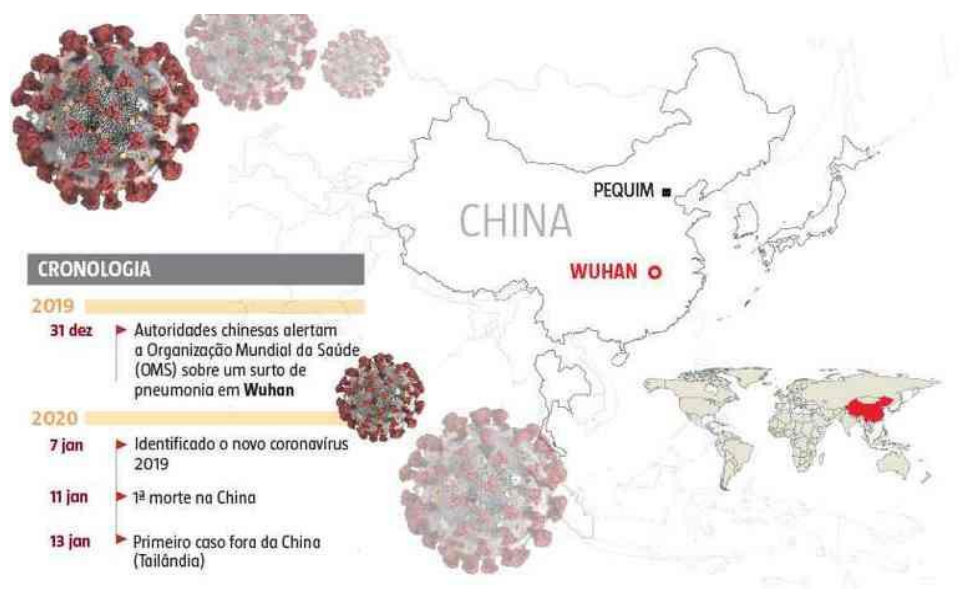 PEQUIM
CHINA
WUHAN
CRONOLOGIA
2019
31 dez
Autoridades chinesas alertam
a Organização Mundial da Saúde
(OMS) sobre um surto de
pneumonia em Wuhan
2020
7 jan
Identificado o novo coronavírus
2019
11 jan
1ª morte na China
13 jan
Primeiro caso fora da China
(Tailândia)